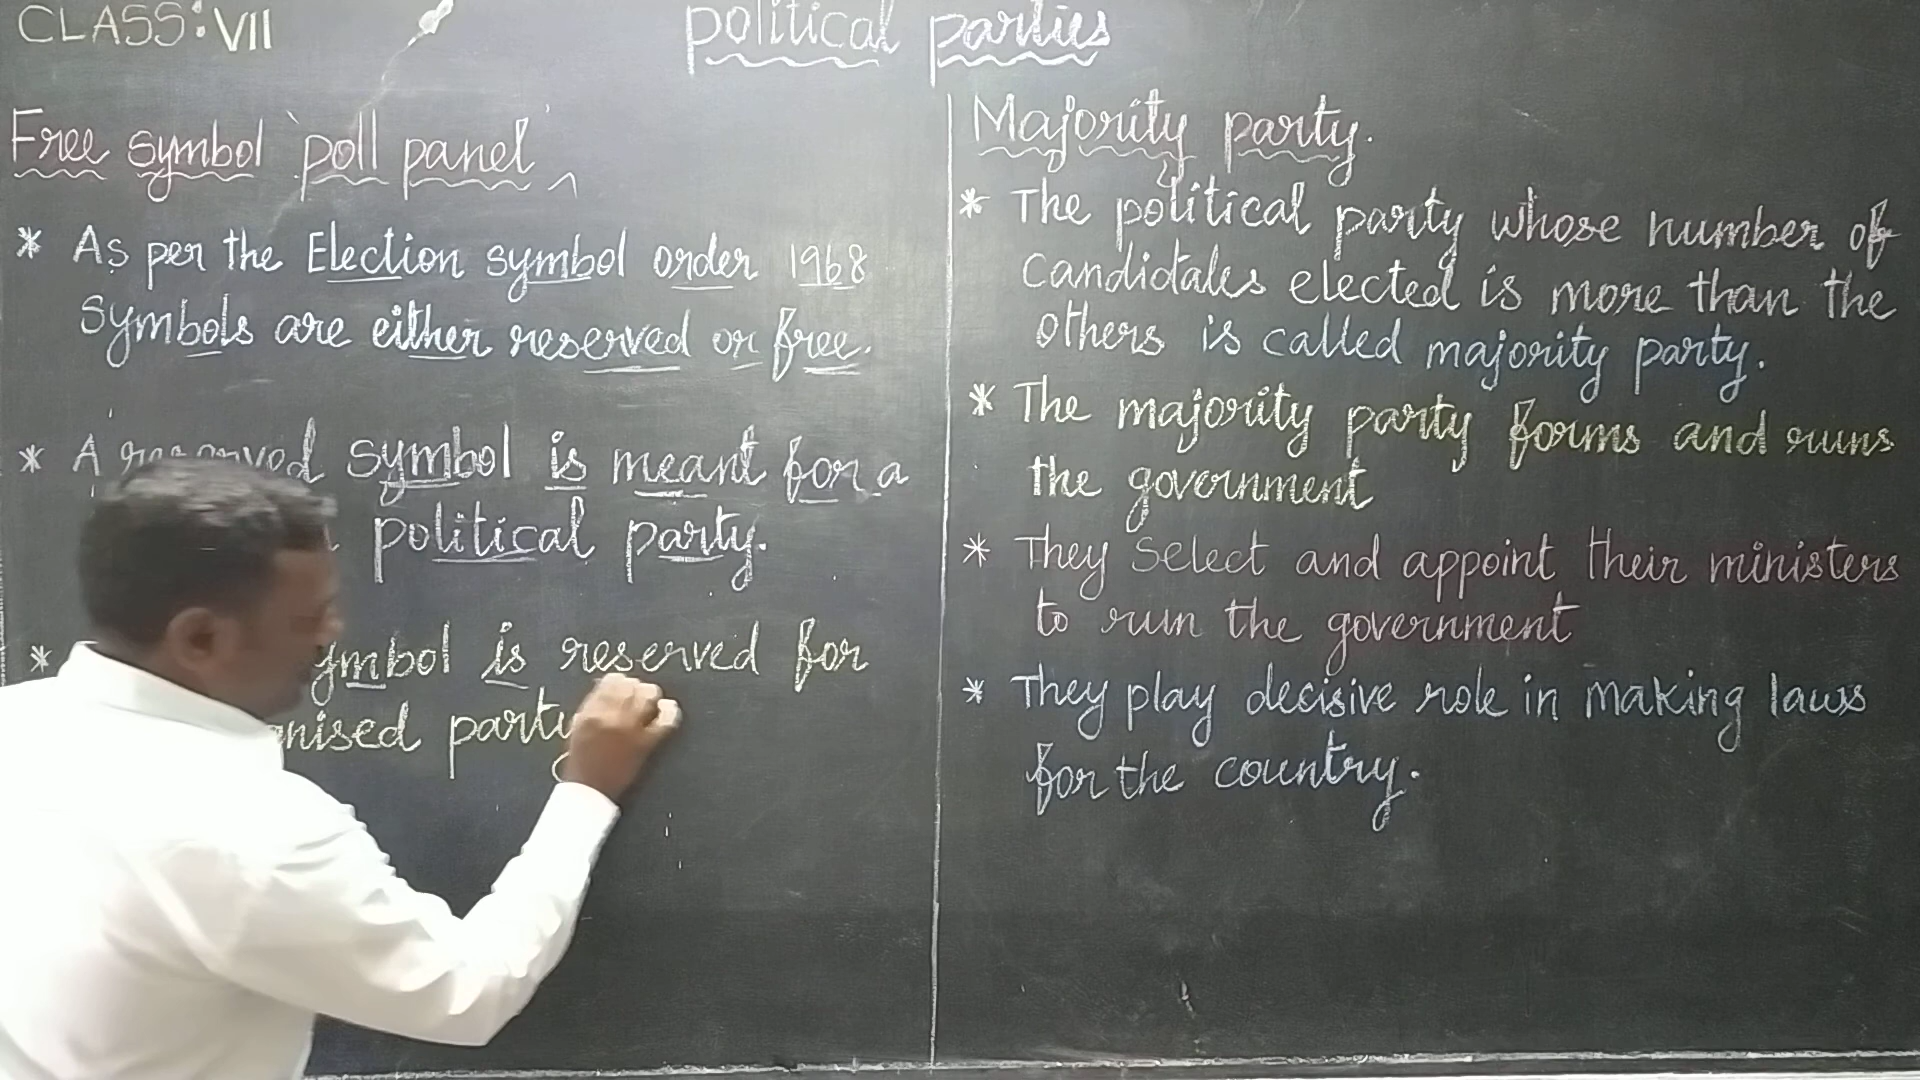 CLASS: VII
political parties
Free symbol 'poll panel'
* As per the Election symbol order 1968
symbols are either reserved or free.
* A reserved symbol is meant for a
political party.
* symbol is reserved for
party
Majority party.
* The political party whose number of
candidates elected is more than the
others is called majority party.
* The majority party forms and runs
the government
* They select and appoint their ministers
to run the government
* They play decisive role in making laws
for the country.